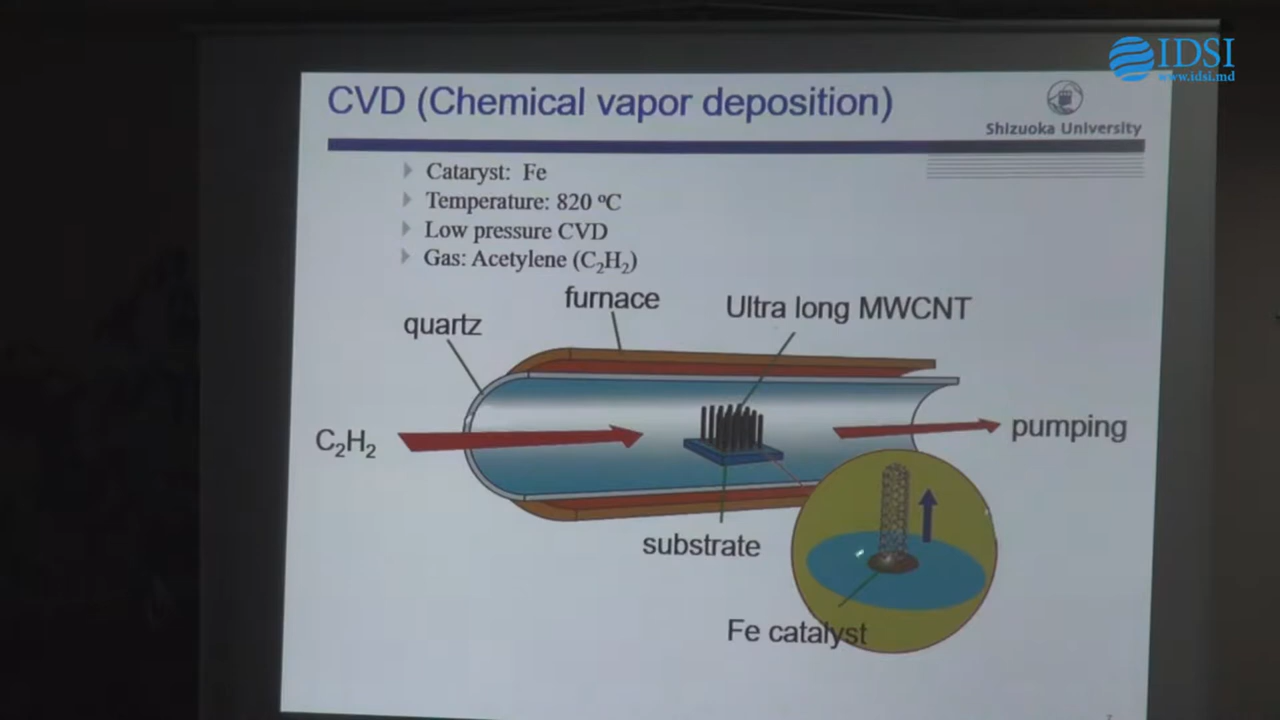 IDSI
www.idsi.md
CVD (Chemical vapor deposition)
Shizuoka University
Cataryst: Fe
Temperature: 820 ºC
Low pressure CVD
Gas: Acetylene (C₂H₂)
furnace
Ultra long MWCNT
quartz
C₂H₂
pumping
substrate
Fe catalyst